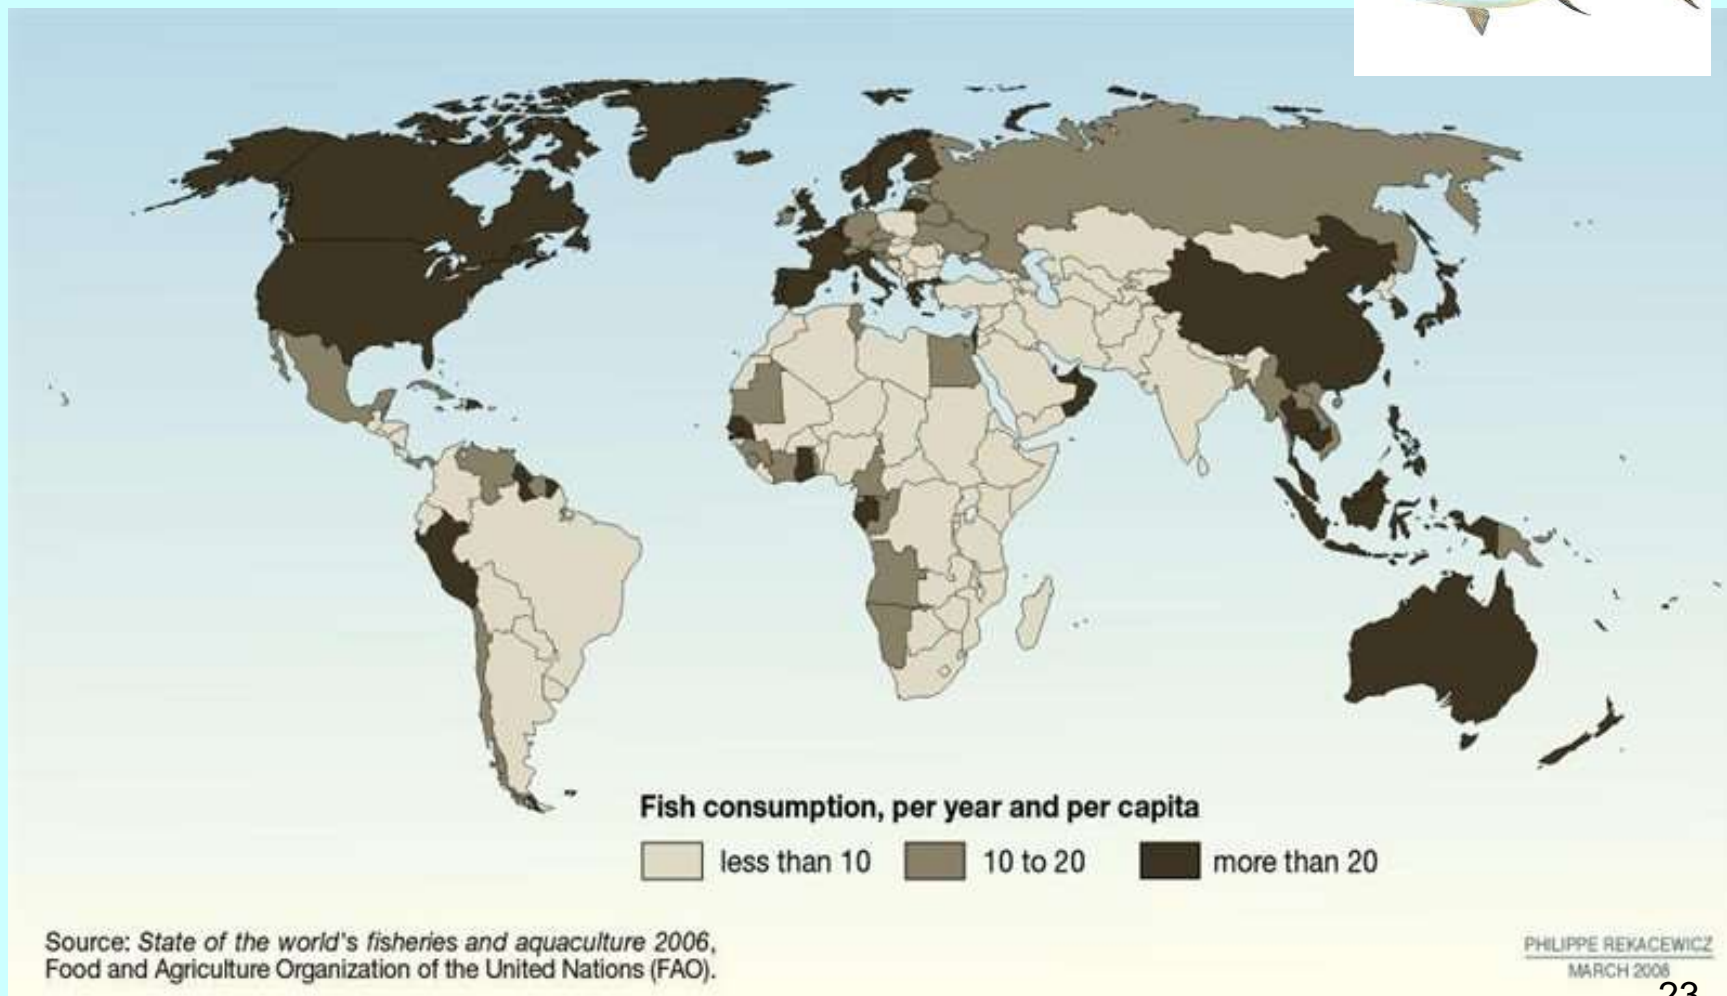 Fish consumption, per year and per capita
less than 10
10 to 20
more than 20
Source: State of the world's fisheries and aquaculture 2006,
Food and Agriculture Organization of the United Nations (FAO).
PHILIPPE REKACEWICZ
MARCH 2008
23